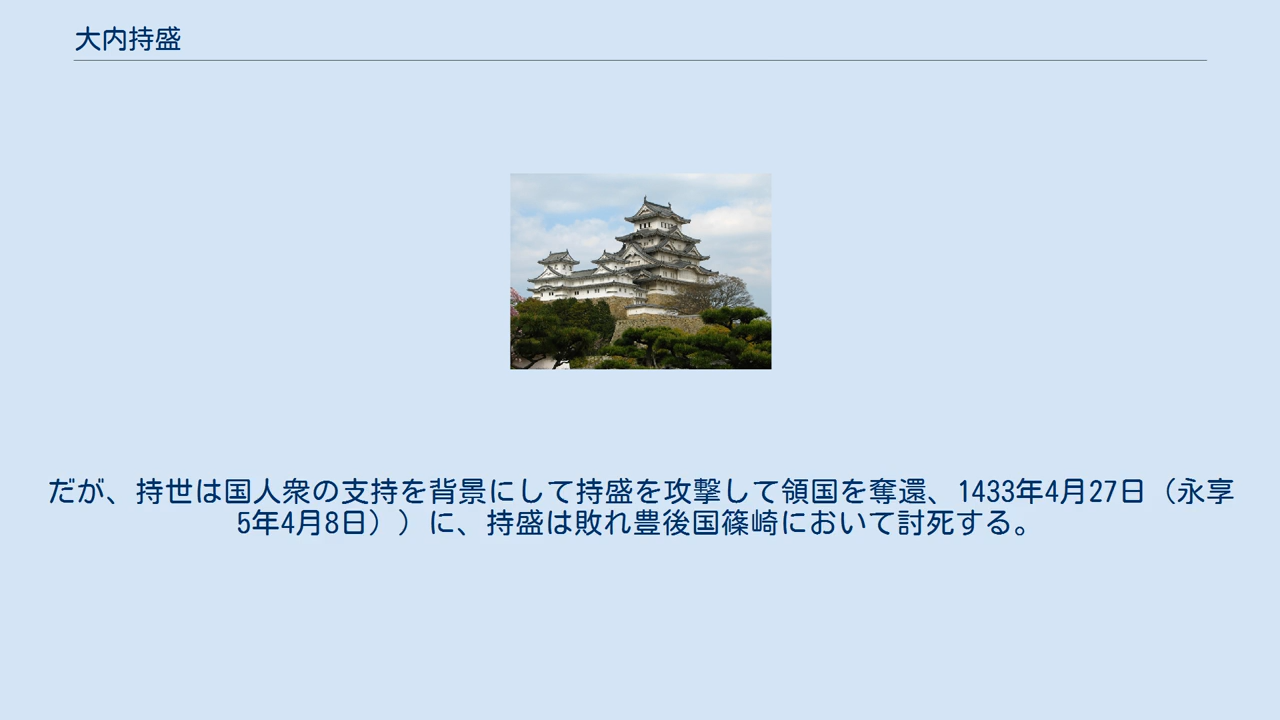 大内持盛
だが、持世は国人衆の支持を背景にして持盛を攻撃して領国を奪還、1433年4月27日（永享
5年4月8日））に、持盛は敗れ豊後国篠崎において討死する。